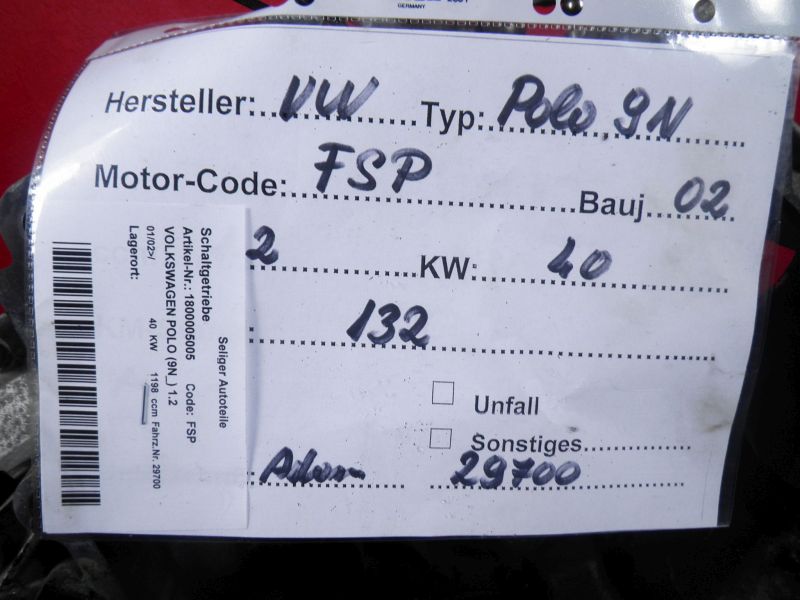 GERMANY
Hersteller: VW Typ: Polo 9N
Motor-Code: FSP Bauj 02
2 KW: 40
132
Unfall
Sonstiges
29700
Seliger Autoteile
Schaltgetriebe
Artikel-Nr.: 1800005005 Code: FSP
VOLKSWAGEN POLO (9N_) 1.2
01/02>/ 40 KW 1198 ccm Fahrz.Nr. 29700
Lagerort: